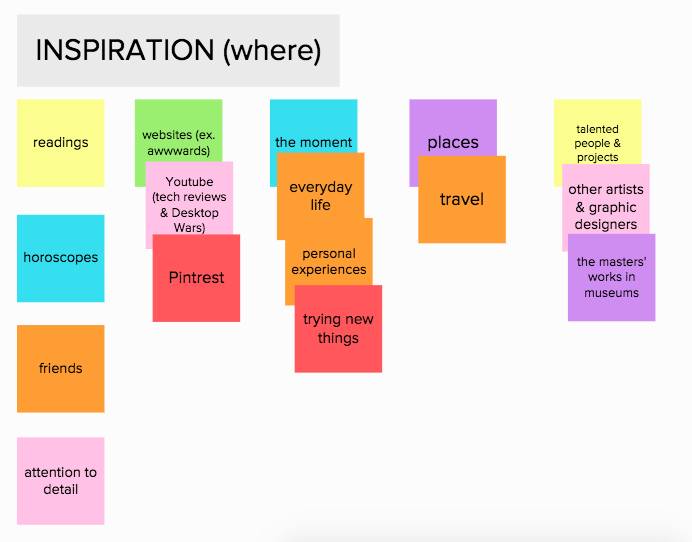 INSPIRATION (where)
readings
horoscopes
friends
attention to
detail
websites (ex.
awwwards)
Youtube
(tech reviews
& Desktop
Wars)
Pintrest
the moment
everyday
life
personal
experiences
trying new
things
places
travel
talented
people &
projects
other artists
& graphic
designers
the masters'
works in
museums